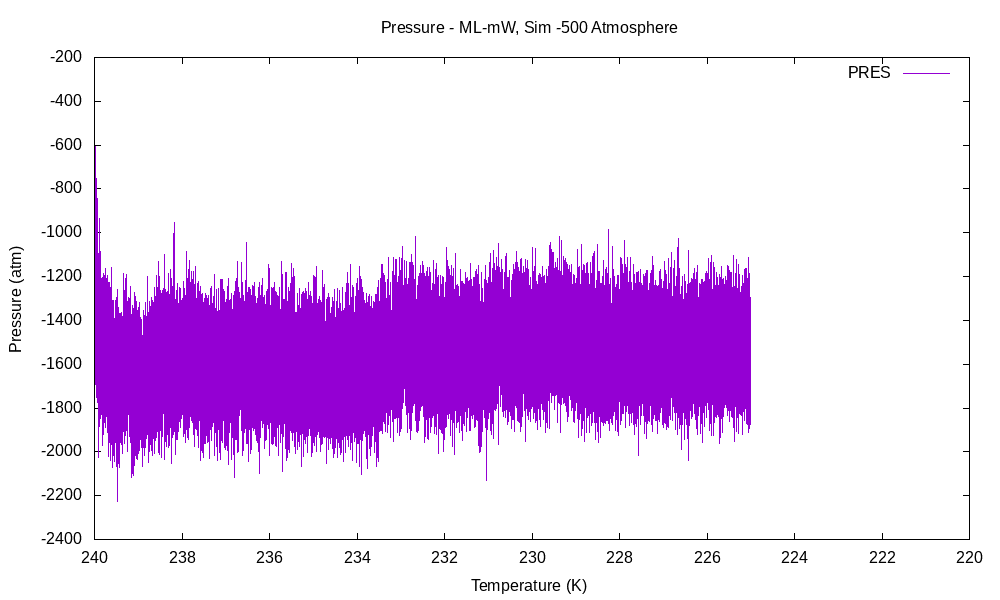 Pressure - ML-mW, Sim -500 Atmosphere
PRES
-200
-400
-600
-800
-1000
-1200
-1400
-1600
-1800
-2000
-2200
-2400
Pressure (atm)
240 238 236 234 232 230 228 226 224 222 220
Temperature (K)